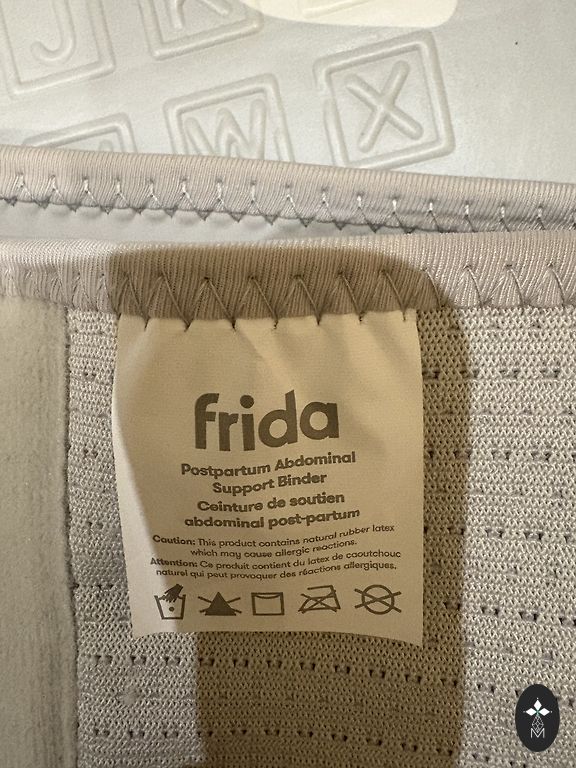 J R
W X
frida
Postpartum Abdominal
Support Binder
Ceinture de soutien
abdominal post-partum
Caution: This product contains natural rubber latex
which may cause allergic reactions.
Attention: Ce produit contient du latex de caoutchouc
naturel qui peut provoquer des réactions allergiques.
M